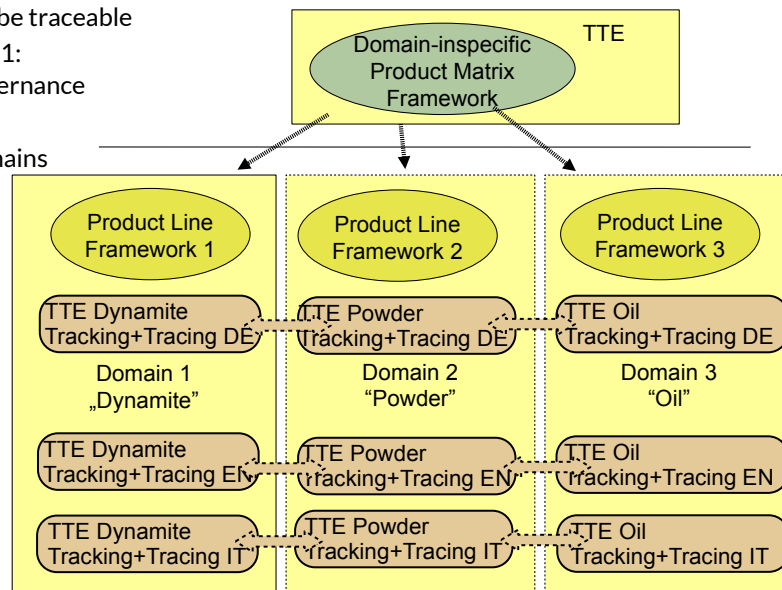 be traceable
1:
ernance
TTE
Domain-inspecific
Product Matrix
Framework
ains
Product Line
Framework 1
Product Line
Framework 2
Product Line
Framework 3
TTE Dynamite
Tracking+Tracing DE
TTE Powder
Tracking+Tracing DE
TTE Oil
Tracking+Tracing DE
Domain 1
„Dynamite”
Domain 2
“Powder”
Domain 3
“Oil”
TTE Dynamite
Tracking+Tracing EN
TTE Powder
Tracking+Tracing EN
TTE Oil
Tracking+Tracing EN
TTE Dynamite
Tracking+Tracing IT
TTE Powder
Tracking+Tracing IT
TTE Oil
Tracking+Tracing IT